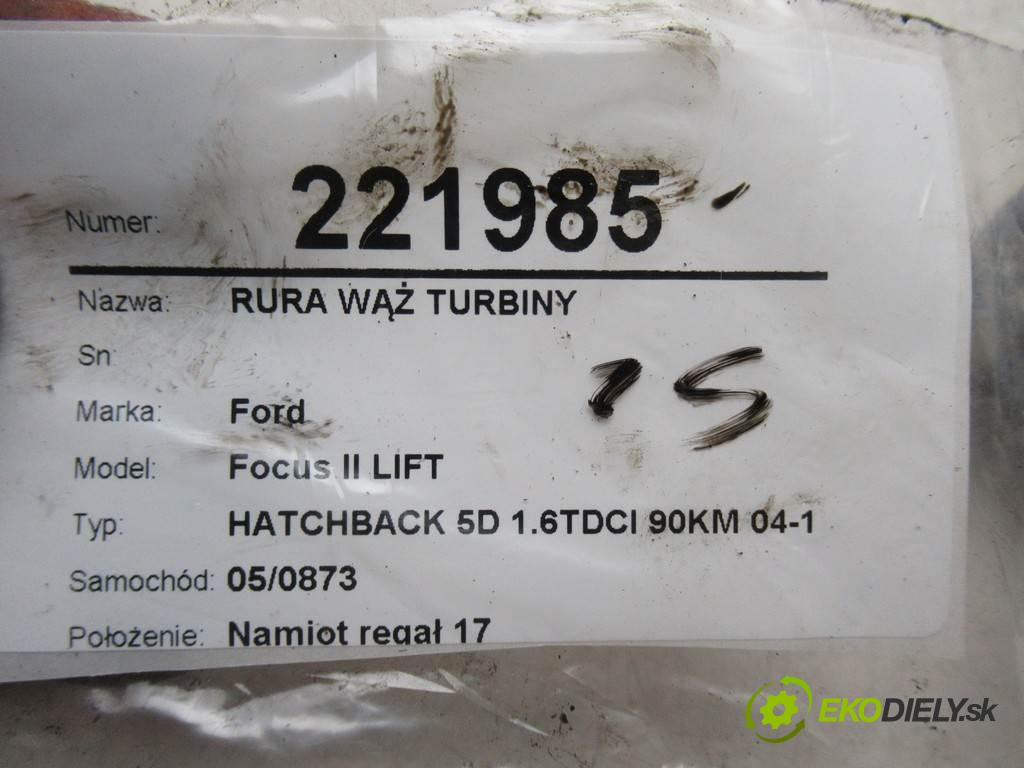 Numer: 221985
Nazwa: RURA WĄŻ TURBINY
Sn
15
Marka: Ford
Model: Focus II LIFT
Typ: HATCHBACK 5D 1.6TDCI 90KM 04-1
Samochód: 05/0873
Położenie: Namiot regał 17
EKODIELY.sk